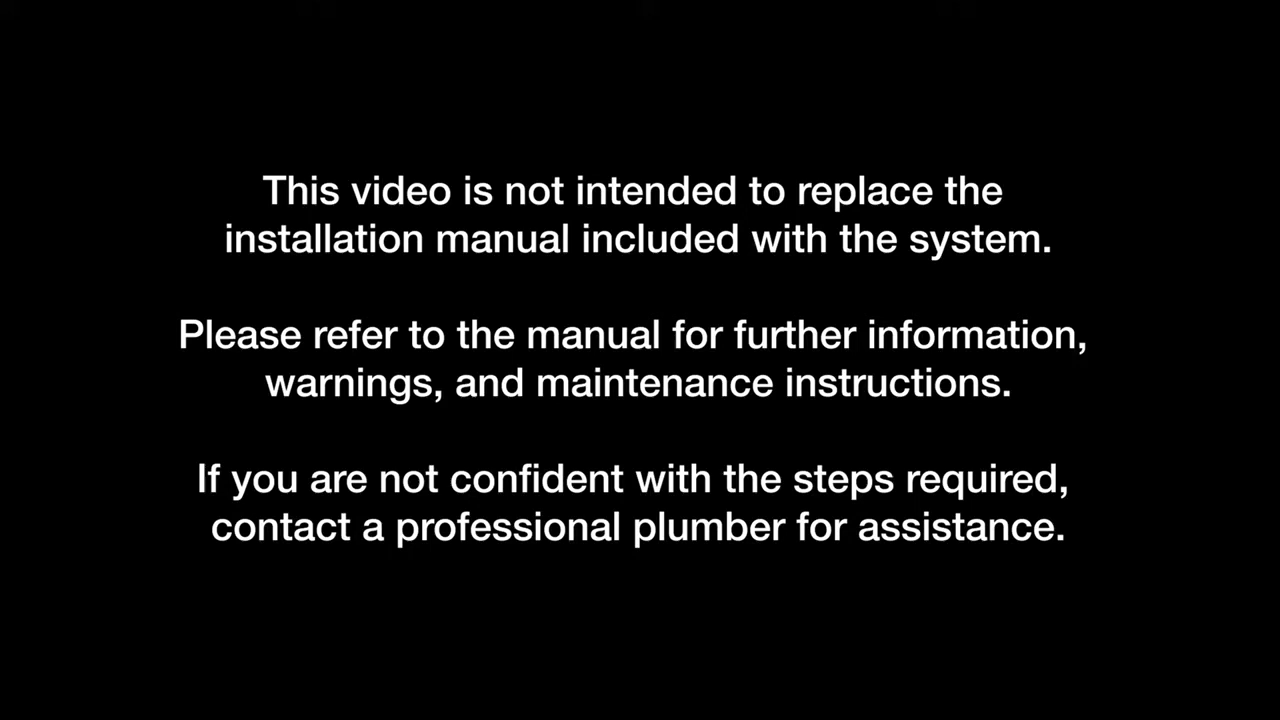 This video is not intended to replace the
installation manual included with the system.
Please refer to the manual for further information,
warnings, and maintenance instructions.
If you are not confident with the steps required,
contact a professional plumber for assistance.